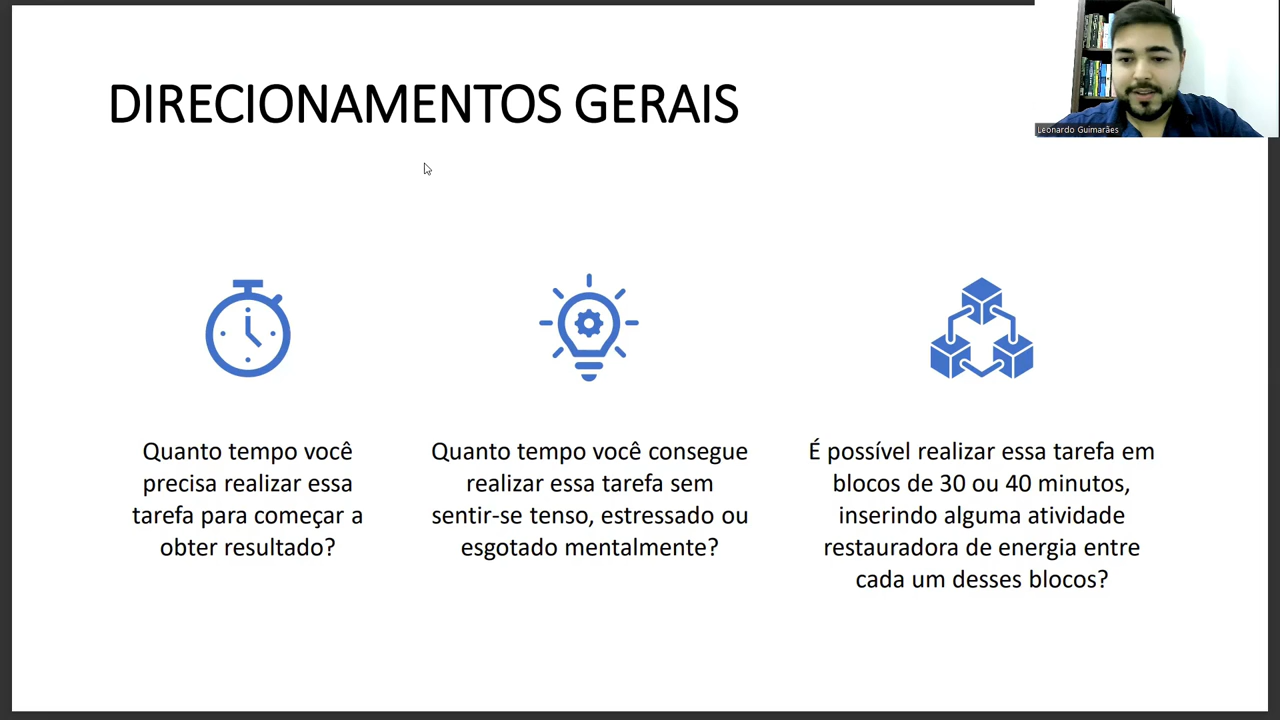 DIRECIONAMENTOS GERAIS
Leonardo Guimarães
Quanto tempo você
precisa realizar essa
tarefa para começar a
obter resultado?
Quanto tempo você consegue
realizar essa tarefa sem
sentir-se tenso, estressado ou
esgotado mentalmente?
É possível realizar essa tarefa em
blocos de 30 ou 40 minutos,
inserindo alguma atividade
restauradora de energia entre
cada um desses blocos?